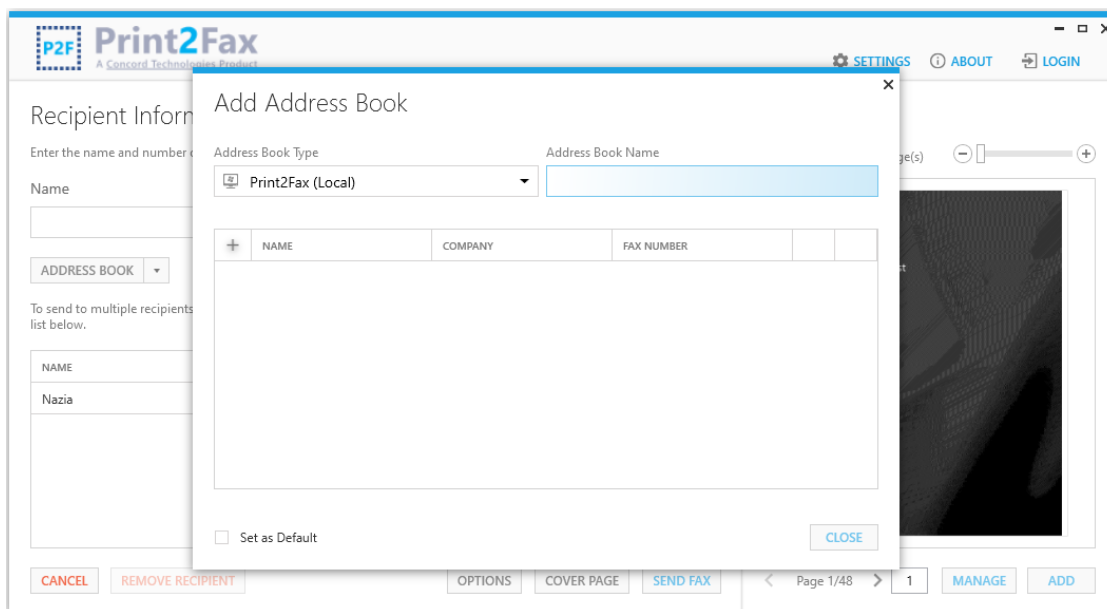 P2F
Print2Fax
A Concord Technologies Product
SETTINGS
ABOUT
LOGIN
Recipient Inforn
Enter the name and number
Name
ADDRESS BOOK
To send to multiple recipients
list below.
NAME
Nazia
Add Address Book
Address Book Type
Address Book Name
Print2Fax (Local)
NAME
COMPANY
FAX NUMBER
Set as Default
CLOSE
ge(s)
st
CANCEL
REMOVE RECIPIENT
OPTIONS
COVER PAGE
SEND FAX
Page 1/48
1
MANAGE
ADD